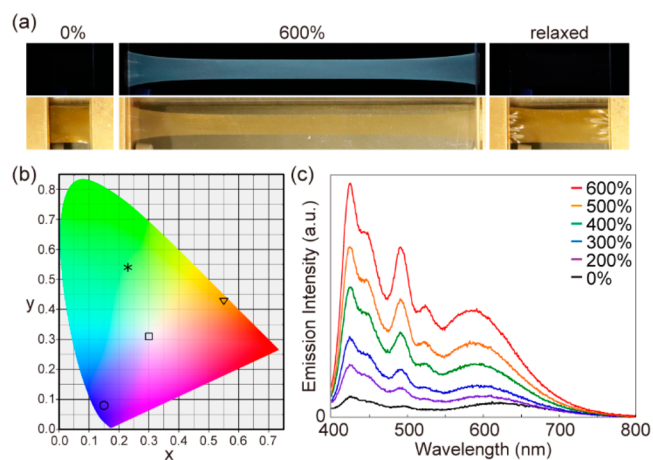 (a)
0%
600%
relaxed
(b)
0.8
0.7
0.6
0.5
0.4
0.3
0.2
0.1
0.0
y
0.0 0.1 0.2 0.3 0.4 0.5 0.6 0.7
x
(c)
Emission Intensity (a.u.)
600%
500%
400%
300%
200%
0%
0
400 500 600 700 800
Wavelength (nm)